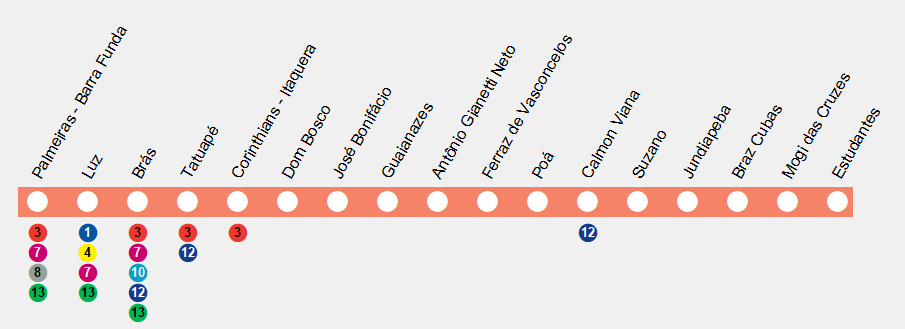 Palmeiras - Barra Funda
Luz
Brás
Tatuapé
Corinthians - Itaquera
Dom Bosco
José Bonifácio
Guaianazes
Antônio Gianetti Neto
Ferraz de Vasconcelos
Poá
Calmon Viana
Suzano
Jundiapeba
Braz Cubas
Mogi das Cruzes
Estudantes
3 1 3 3 3 12
7 4 7 12
8 7 10
13 13 12
13